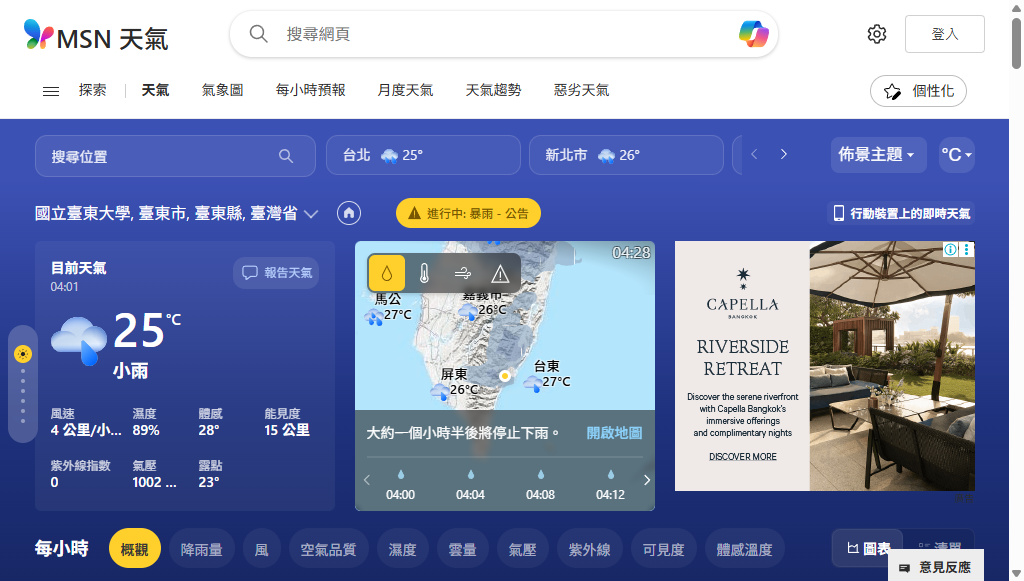 MSN 天氣
搜尋網頁
登入
探索
天氣
氣象圖
每小時預報
月度天氣
天氣趨勢
惡劣天氣
個性化
搜尋位置
台北 25°
新北市 26°
佈景主題
°C
國立臺東大學, 臺東市, 臺東縣, 臺灣省
進行中: 暴雨 - 公告
行動裝置上的即時天氣
目前天氣
04:01
報告天氣
25°C
小雨
風速
4 公里/小...
濕度
89%
體感
28°
能見度
15 公里
紫外線指數
0
氣壓
1002 ...
露點
23°
04:28
馬公
27°C
嘉義市
26°C
屏東
26°C
台東
27°C
大約一個小時半後將停止下雨。
開啟地圖
04:00
04:04
04:08
04:12
CAPELLA
BANGKOK
RIVERSIDE
RETREAT
Discover the serene riverfront
with Capella Bangkok's
immersive offerings
and complimentary nights
DISCOVER MORE
每小時
概觀
降雨量
風
空氣品質
濕度
雲量
氣壓
紫外線
可見度
體感溫度
圖表
清單
意見反應